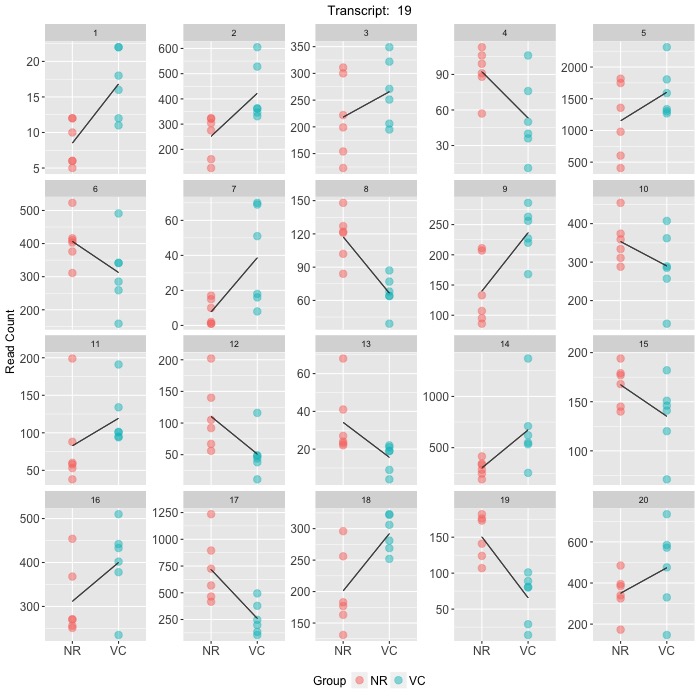 Transcript: 19
1 2 3 4 5
20 15 10 5
600 500 400 300 200
350 300 250 200 150
90 60 30
2000 1500 1000 500
6 7 8 9 10
500 400 300 200
60 40 20 0
150 120 90 60
250 200 150 100
400 300 200
Read Count
11 12 13 14 15
200 150 100 50
200 150 100 50
60 40 20
1000 500
150 100
16 17 18 19 20
500 400 300
1250 1000 750 500 250
300 250 200 150
150 100 50
600 400 200
NR VC NR VC NR VC NR VC NR VC
Group NR VC